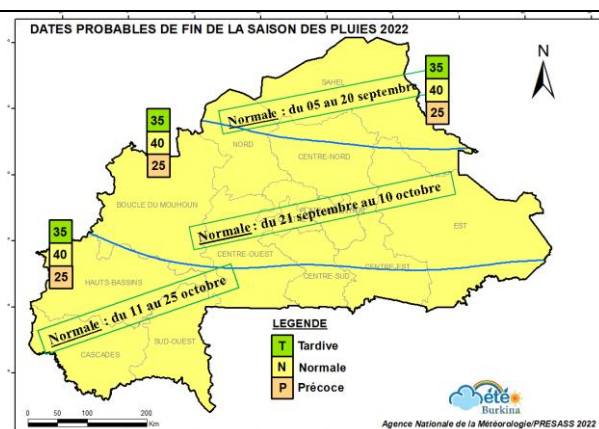 DATES PROBABLES DE FIN DE LA SAISON DES PLUIES 2022
N
35
40
25
SAHEL
Normale : du 05 au 20 septembre
35
40
25
NORD
CENTRE-NORD
BOUCLE DU MOUHOUN
Normale : du 21 septembre au 10 octobre
EST
35
40
25
CENTRE-OUEST
CENTRE-EST
CENTRE-SUD
HAUTS-BASSINS
Normale : du 11 au 25 octobre
SUD-OUEST
CASCADES
LEGENDE
T Tardive
N Normale
P Précoce
0 50 100 200
Km
Météo
Burkina
Agence Nationale de la Météorologie/PRESASS 2022